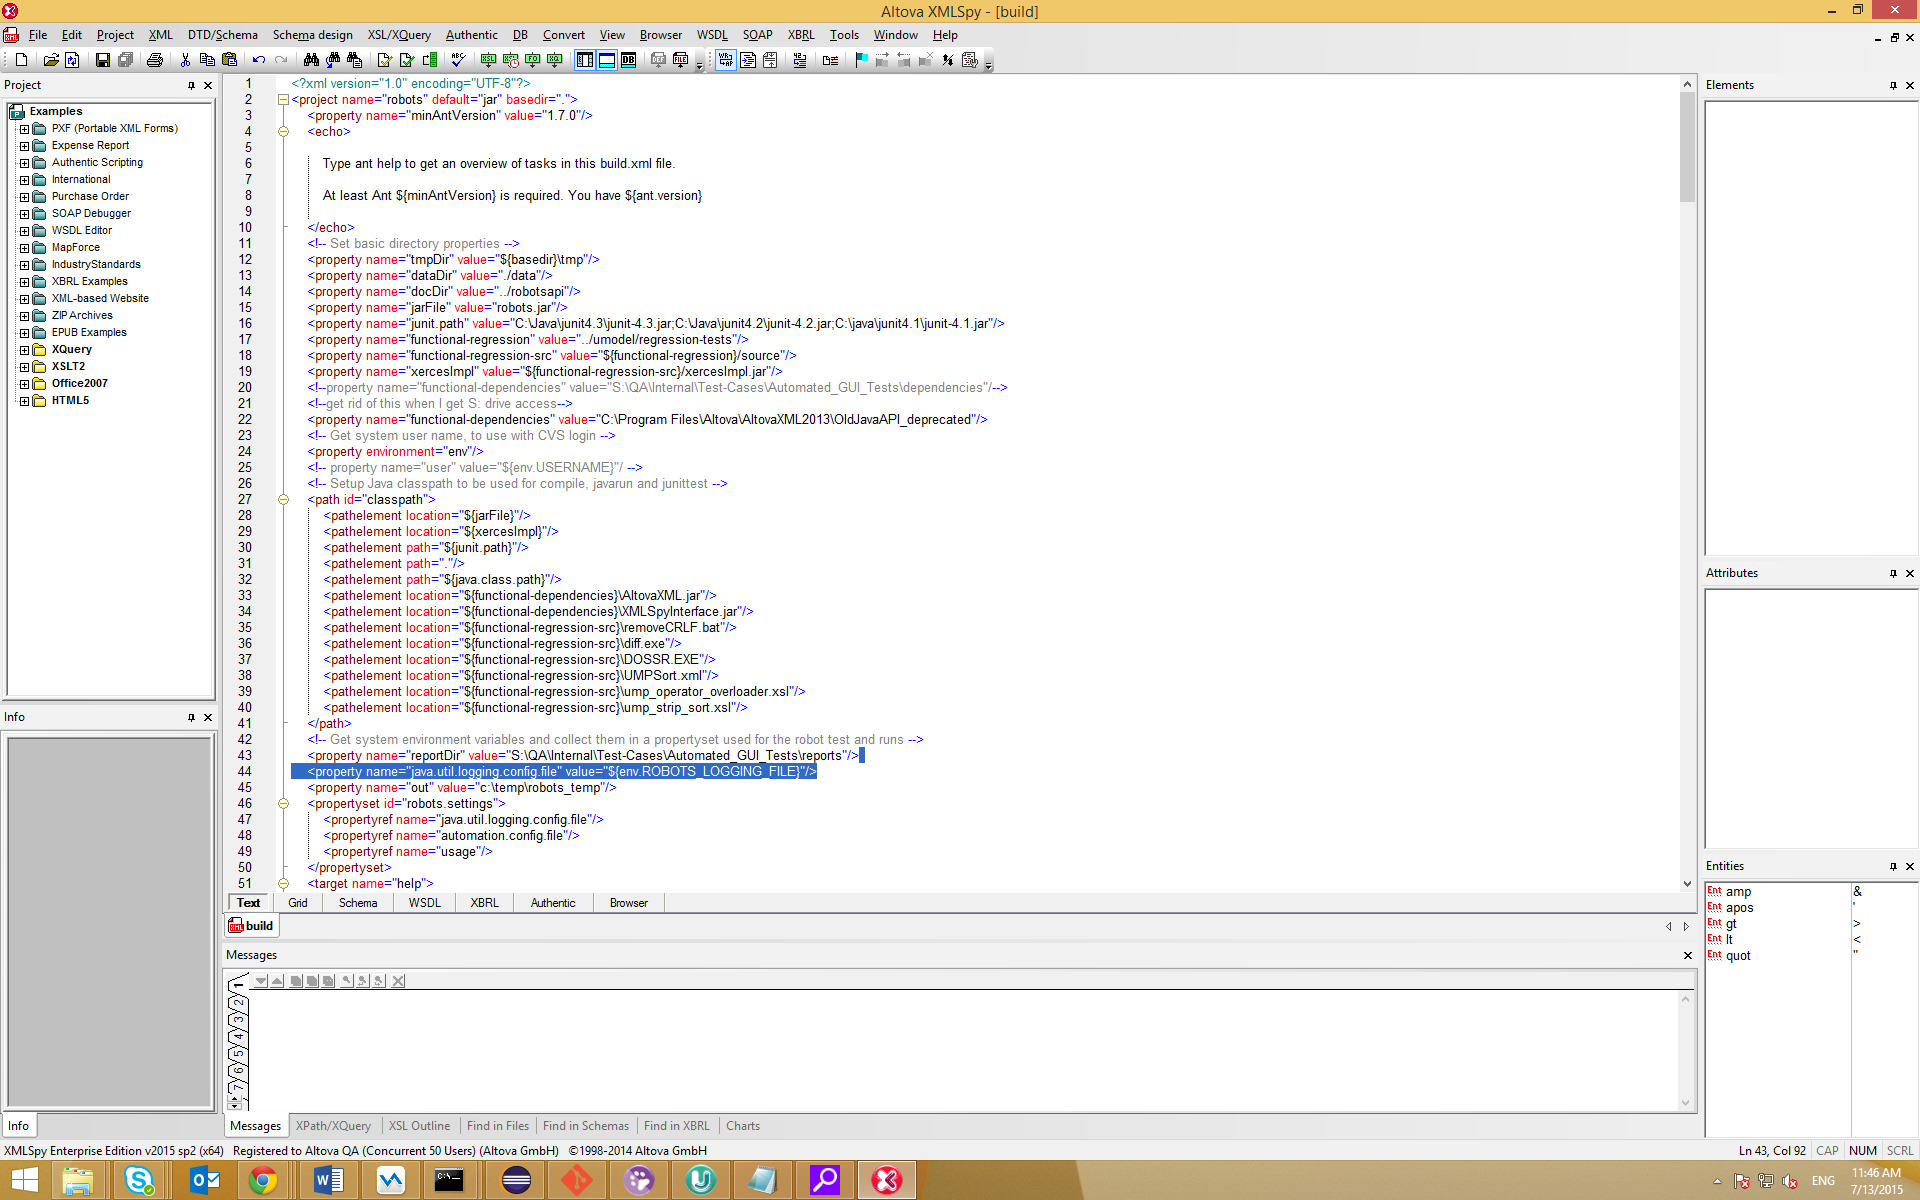 Altova XMLSpy - [build]
File Edit Project XML DTD/Schema Schema design XSL/XQuery Authentic DB Convert View Browser WSDL SOAP XBRL Tools Window Help
Project
Examples
PXF (Portable XML Forms)
Expense Report
Authentic Scripting
International
Purchase Order
SOAP Debugger
WSDL Editor
MapForce
IndustryStandards
XBRL Examples
XML-based Website
ZIP Archives
EPUB Examples
XQuery
XSLT2
Office2007
HTML5
Info
Info
1 <?xml version="1.0" encoding="UTF-8"?>
2 <project name="robots" default="jar" basedir=".">
3 <property name="minAntVersion" value="1.7.0"/>
4 <echo>
5
6 Type ant help to get an overview of tasks in this build.xml file.
7
8 At least Ant ${minAntVersion} is required. You have ${ant.version}
9
10 </echo>
11 <!-- Set basic directory properties -->
12 <property name="tmpDir" value="${basedir}\tmp"/>
13 <property name="dataDir" value="./data"/>
14 <property name="docDir" value="../robotsapi"/>
15 <property name="jarFile" value="robots.jar"/>
16 <property name="junit.path" value="C:\Java\junit4.3\junit-4.3.jar;C:\Java\junit4.2\junit-4.2.jar;C:\java\junit4.1\junit-4.1.jar"/>
17 <property name="functional-regression" value="../umodel/regression-tests"/>
18 <property name="functional-regression-src" value="${functional-regression}/source"/>
19 <property name="xercesImpl" value="${functional-regression-src}/xercesImpl.jar"/>
20 <!--property name="functional-dependencies" value="S:\QA\Internal\Test-Cases\Automated_GUI_Tests\dependencies"/-->
21 <!--get rid of this when I get S: drive access-->
22 <property name="functional-dependencies" value="C:\Program Files\Altova\AltovaXML2013\OldJavaAPI_deprecated"/>
23 <!-- Get system user name, to use with CVS login -->
24 <property environment="env"/>
25 <!-- property name="user" value="${env.USERNAME}"/ -->
26 <!-- Setup Java classpath to be used for compile, javarun and junittest -->
27 <path id="classpath">
28 <pathelement location="${jarFile}"/>
29 <pathelement location="${xercesImpl}"/>
30 <pathelement path="${junit.path}"/>
31 <pathelement path="."/>
32 <pathelement path="${java.class.path}"/>
33 <pathelement location="${functional-dependencies}\AltovaXML.jar"/>
34 <pathelement location="${functional-dependencies}\XMLSpyInterface.jar"/>
35 <pathelement location="${functional-regression-src}\removeCRLF.bat"/>
36 <pathelement location="${functional-regression-src}\diff.exe"/>
37 <pathelement location="${functional-regression-src}\DOSSR.EXE"/>
38 <pathelement location="${functional-regression-src}\UMPSort.xml"/>
39 <pathelement location="${functional-regression-src}\ump_operator_overloader.xsl"/>
40 <pathelement location="${functional-regression-src}\ump_strip_sort.xsl"/>
41 </path>
42 <!-- Get system environment variables and collect them in a propertyset used for the robot test and runs -->
43 <property name="reportDir" value="S:\QA\Internal\Test-Cases\Automated_GUI_Tests\reports"/>
44 <property name="java.util.logging.config.file" value="${env.ROBOTS_LOGGING_FILE}"/>
45 <property name="out" value="c:\temp\robots_temp"/>
46 <propertyset id="robots.settings">
47 <propertyref name="java.util.logging.config.file"/>
48 <propertyref name="automation.config.file"/>
49 <propertyref name="usage"/>
50 </propertyset>
51 <target name="help">
Text Grid Schema WSDL XBRL Authentic Browser
build
Messages
1
2
3
4
5
6
7
Messages XPath/XQuery XSL Outline Find in Files Find in Schemas Find in XBRL Charts
Elements
Attributes
Entities
Ent amp &
Ent apos '
Ent gt >
Ent lt <
Ent quot "
XMLSpy Enterprise Edition v2015 sp2 (x64) Registered to Altova QA (Concurrent 50 Users) (Altova GmbH) ©1998-2014 Altova GmbH
Ln 43, Col 92 CAP NUM SCRL
ENG
11:46 AM
7/13/2015